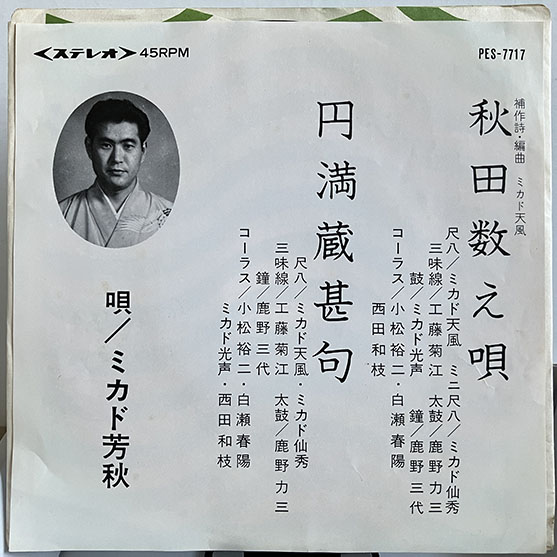 〈ステレオ〉45RPM
PES-7717
補作詩・編� ミカド天風
秋田数え唄
尺八/ミカド天風 ミニ尺八/ミカド仙秀
三味線/工藤菊江 太鼓/鹿野力三
鼓/ミカド光声 鐘/鹿野三代
コーラス/小松裕二・白瀬春陽
西田和枝
円満蔵甚句
尺八/ミカド天風・ミカド仙秀
三味線/工藤菊江 太鼓/鹿野力三
鐘/鹿野三代
コーラス/小松裕二・白瀬春陽
ミカド光声・西田和枝
唄/ミカド芳秋